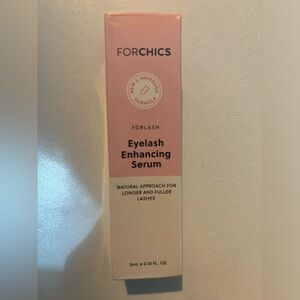 FORCHICS
NEW & IMPROVED
FORMULA
FORLASH
Eyelash
Enhancing
Serum
NATURAL APPROACH FOR
LONGER AND FULLER
LASHES
3mL e 0.10 FL. OZ